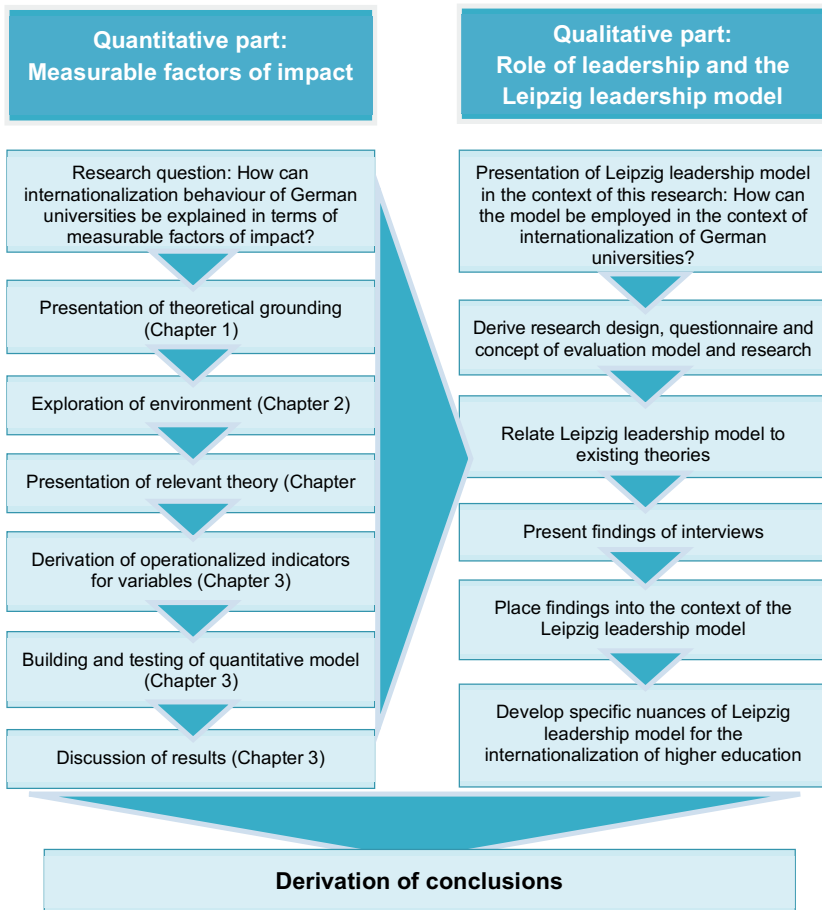 Quantitative part:
Measurable factors of impact
Research question: How can
internationalization behaviour of German
universities be explained in terms of
measurable factors of impact?
Presentation of theoretical grounding
(Chapter 1)
Exploration of environment (Chapter 2)
Presentation of relevant theory (Chapter
Derivation of operationalized indicators
for variables (Chapter 3)
Building and testing of quantitative model
(Chapter 3)
Discussion of results (Chapter 3)
Qualitative part:
Role of leadership and the
Leipzig leadership model
Presentation of Leipzig leadership model
in the context of this research: How can
the model be employed in the context of
internationalization of German
universities?
Derive research design, questionnaire and
concept of evaluation model and research
Relate Leipzig leadership model to
existing theories
Present findings of interviews
Place findings into the context of the
Leipzig leadership model
Develop specific nuances of Leipzig
leadership model for the
internationalization of higher education
Derivation of conclusions